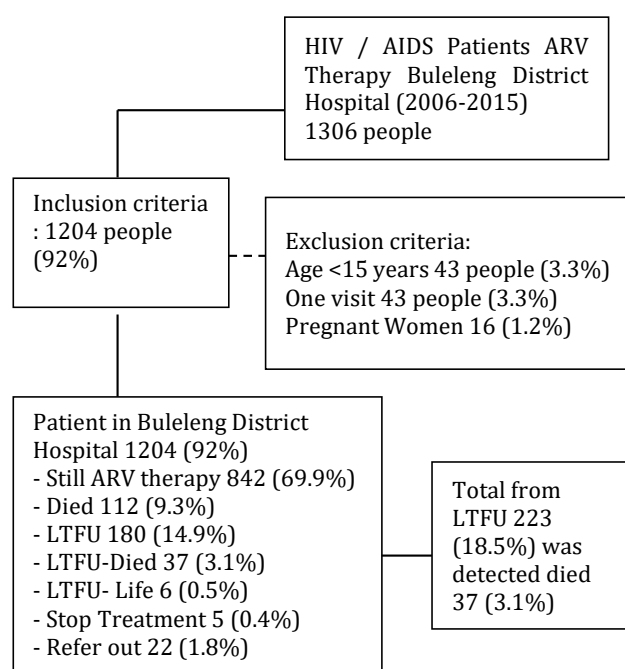 HIV / AIDS Patients ARV
Therapy Buleleng District
Hospital (2006-2015)
1306 people
Inclusion criteria
: 1204 people
(92%)
Exclusion criteria:
Age <15 years 43 people (3.3%)
One visit 43 people (3.3%)
Pregnant Women 16 (1.2%)
Patient in Buleleng District
Hospital 1204 (92%)
- Still ARV therapy 842 (69.9%)
- Died 112 (9.3%)
- LTFU 180 (14.9%)
- LTFU-Died 37 (3.1%)
- LTFU- Life 6 (0.5%)
- Stop Treatment 5 (0.4%)
- Refer out 22 (1.8%)
Total from
LTFU 223
(18.5%) was
detected died
37 (3.1%)